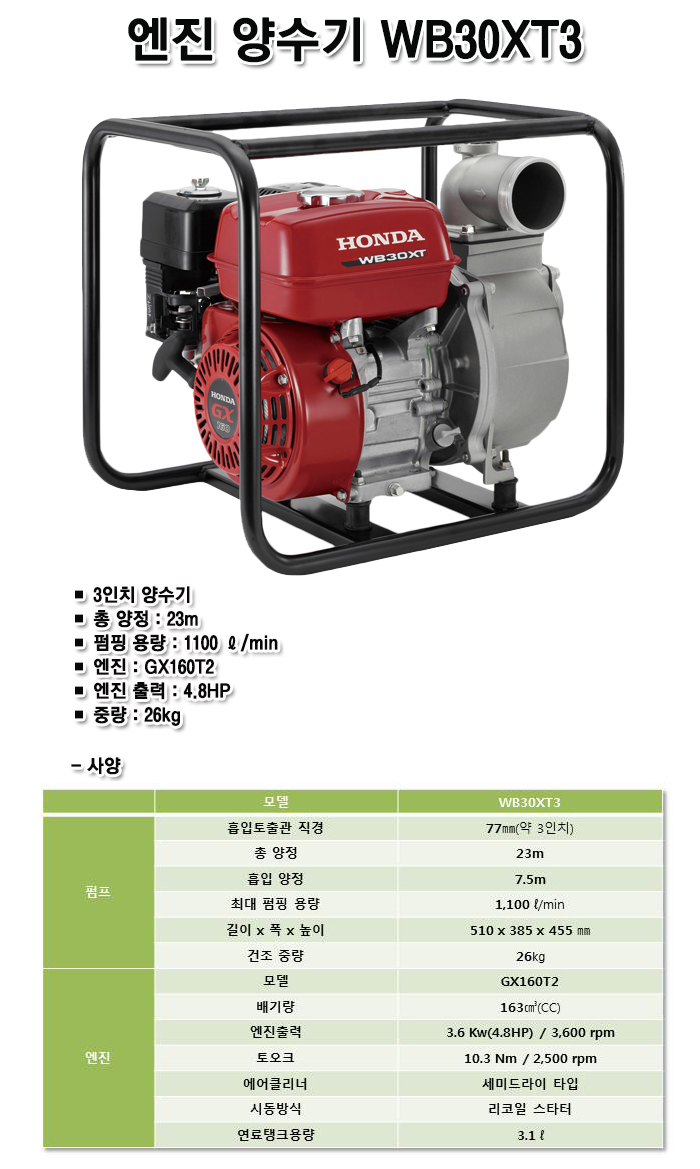 엔진 양수기 WB30XT3
HONDA
WB30XT
HONDA
GX
160
■ 3인치 양수기
■ 총 양정 : 23m
■ 펌핑 용량 : 1100 ℓ/min
■ 엔진 : GX160T2
■ 엔진 출력 : 4.8HP
■ 중량 : 26kg
- 사양
모델 WB30XT3
펌프
흡입토출관 직경 77㎜(약 3인치)
총 양정 23m
흡입 양정 7.5m
최대 펌핑 용량 1,100 ℓ/min
길이 x 폭 x 높이 510 x 385 x 455 ㎜
건조 중량 26kg
엔진
모델 GX160T2
배기량 163㎤(CC)
엔진출력 3.6 Kw(4.8HP) / 3,600 rpm
토오크 10.3 Nm / 2,500 rpm
에어클리너 세미드라이 타입
시동방식 리코일 스타터
연료탱크용량 3.1 ℓ